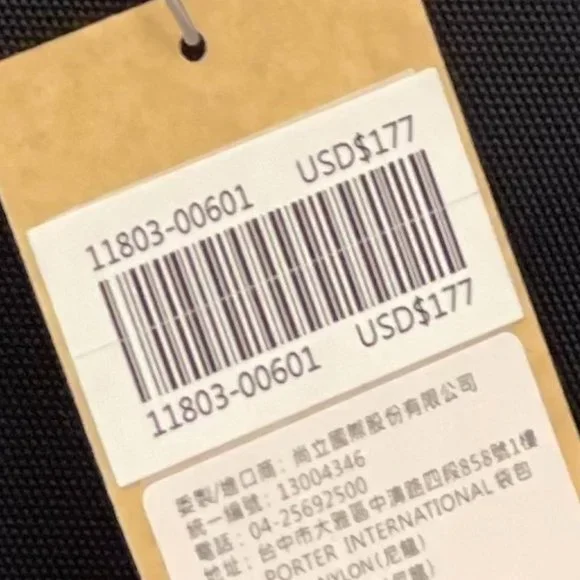 USD$177
11803-00601
11803-00601
USD$177
委製/進口商：尚立國際股份有限公司
統一編號：13004346
電話：04-25692500
地址：台中市大雅區中清路四段858號1樓
PORTER INTERNATIONAL 袋包
NYLON(尼龍)
(尼龍)